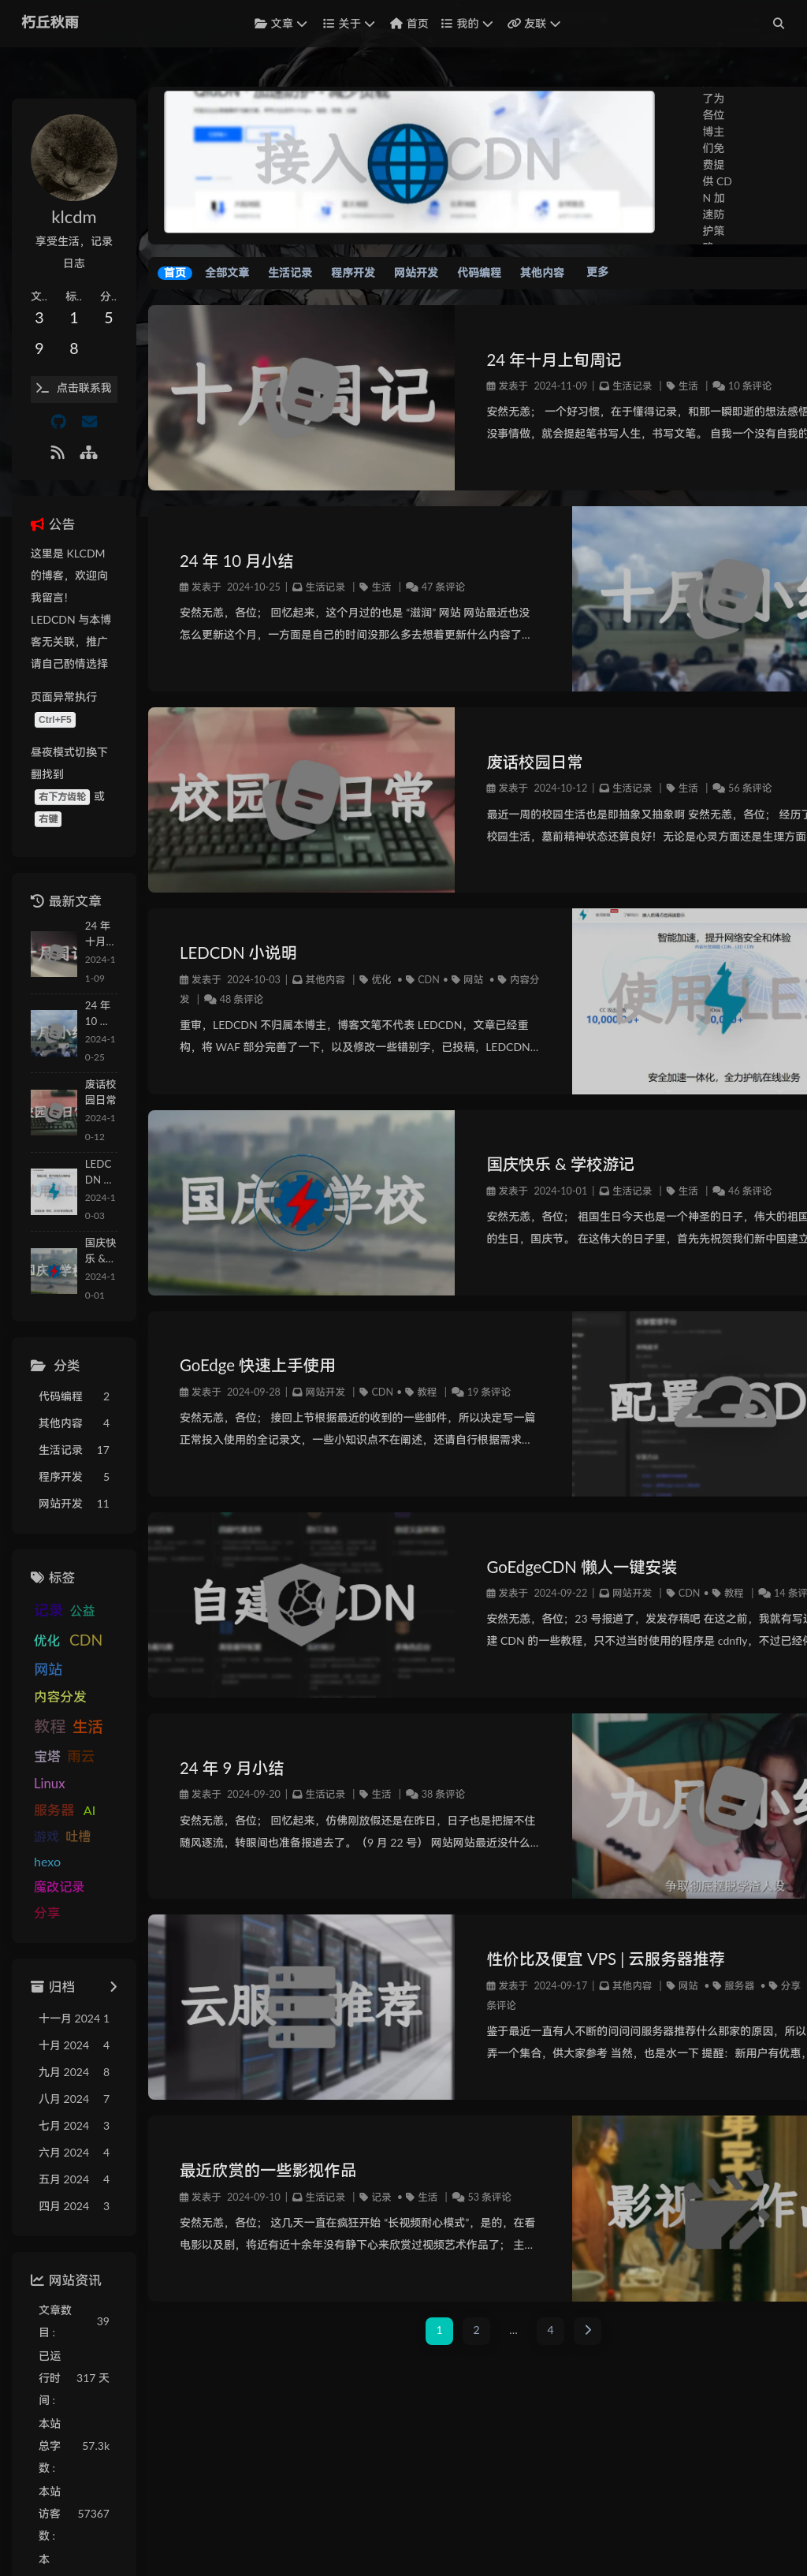 朽丘秋雨
文章 关于 首页 我的 友联
klcdm
享受生活，记录
日志
文.. 标.. 分..
3 1 5
9 8
点击联系我
公告
这里是 KLCDM
的博客，欢迎向
我留言！
LEDCDN 与本博
客无关联，推广
请自己酌情选择
页面异常执行
Ctrl+F5
昼夜模式切换下
翻找到
右下方齿轮 或
右键
最新文章
24 年
十月...
2024-1
1-09
24 年
10 ...
2024-1
0-25
废话校
园日常
2024-1
0-12
LEDC
DN ...
2024-1
0-03
国庆快
乐 &...
2024-1
0-01
分类
代码编程 2
其他内容 4
生活记录 17
程序开发 5
网站开发 11
标签
记录 公益
优化 CDN
网站
内容分发
教程 生活
宝塔 雨云
Linux
服务器 AI
游戏 吐槽
hexo
魔改记录
分享
归档
十一月 2024 1
十月 2024 4
九月 2024 8
八月 2024 7
七月 2024 3
六月 2024 4
五月 2024 4
四月 2024 3
网站资讯
文章数
目： 39
已运
行时
间： 317 天
本站
总字
数： 57.3k
本站
访客
数： 57367
本
了为
各位
博主
们免
费提
供 CD
N 加
速防
护策
首页 全部文章 生活记录 程序开发 网站开发 代码编程 其他内容 更多
24 年十月上旬周记
发表于 2024-11-09 | 生活记录 | 生活 | 10 条评论
安然无恙； 一个好习惯，在于懂得记录，和那一瞬即逝的想法感悟
没事情做，就会提起笔书写人生，书写文笔。 自我一个没有自我的
24 年 10 月小结
发表于 2024-10-25 | 生活记录 | 生活 | 47 条评论
安然无恙，各位； 回忆起来，这个月过的也是 “滋润” 网站 网站最近也没
怎么更新这个月，一方面是自己的时间没那么多去想着更新什么内容了...
校园日常
废话校园日常
发表于 2024-10-12 | 生活记录 | 生活 | 56 条评论
最近一周的校园生活也是即抽象又抽象啊 安然无恙，各位； 经历了
校园生活，墓前精神状态还算良好！无论是心灵方面还是生理方面
LEDCDN 小说明
发表于 2024-10-03 | 其他内容 | 优化 • CDN • 网站 • 内容分
发 | 48 条评论
重审，LEDCDN 不归属本博主，博客文笔不代表 LEDCDN，文章已经重
构，将 WAF 部分完善了一下，以及修改一些错别字，已投稿，LEDCDN...
智能加速，提升网络安全和体验
安全加速一体化，全力护航在线业务
国庆快乐 & 学校游记
发表于 2024-10-01 | 生活记录 | 生活 | 46 条评论
安然无恙，各位； 祖国生日今天也是一个神圣的日子，伟大的祖国
的生日，国庆节。 在这伟大的日子里，首先先祝贺我们新中国建立
GoEdge 快速上手使用
发表于 2024-09-28 | 网站开发 | CDN • 教程 | 19 条评论
安然无恙，各位； 接回上节根据最近的收到的一些邮件，所以决定写一篇
正常投入使用的全记录文，一些小知识点不在阐述，还请自行根据需求...
GoEdgeCDN 懒人一键安装
发表于 2024-09-22 | 网站开发 | CDN • 教程 | 14 条评
安然无恙，各位；23 号报道了，发发存稿吧 在这之前，我就有写过
建 CDN 的一些教程，只不过当时使用的程序是 cdnfly，不过已经
24 年 9 月小结
发表于 2024-09-20 | 生活记录 | 生活 | 38 条评论
安然无恙，各位； 回忆起来，仿佛刚放假还是在昨日，日子也是把握不住
随风逐流，转眼间也准备报道去了。（9 月 22 号） 网站网站最近没什么...
争取彻底摆脱学渣人设
性价比及便宜 VPS | 云服务器推荐
发表于 2024-09-17 | 其他内容 | 网站 • 服务器 • 分享
条评论
鉴于最近一直有人不断的问问问服务器推荐什么那家的原因，所以
弄一个集合，供大家参考 当然，也是水一下 提醒：新用户有优惠，
最近欣赏的一些影视作品
发表于 2024-09-10 | 生活记录 | 记录 • 生活 | 53 条评论
安然无恙，各位； 这几天一直在疯狂开始 “长视频耐心模式”，是的，在看
电影以及剧，将近有近十余年没有静下心来欣赏过视频艺术作品了； 主...
1 2 ... 4